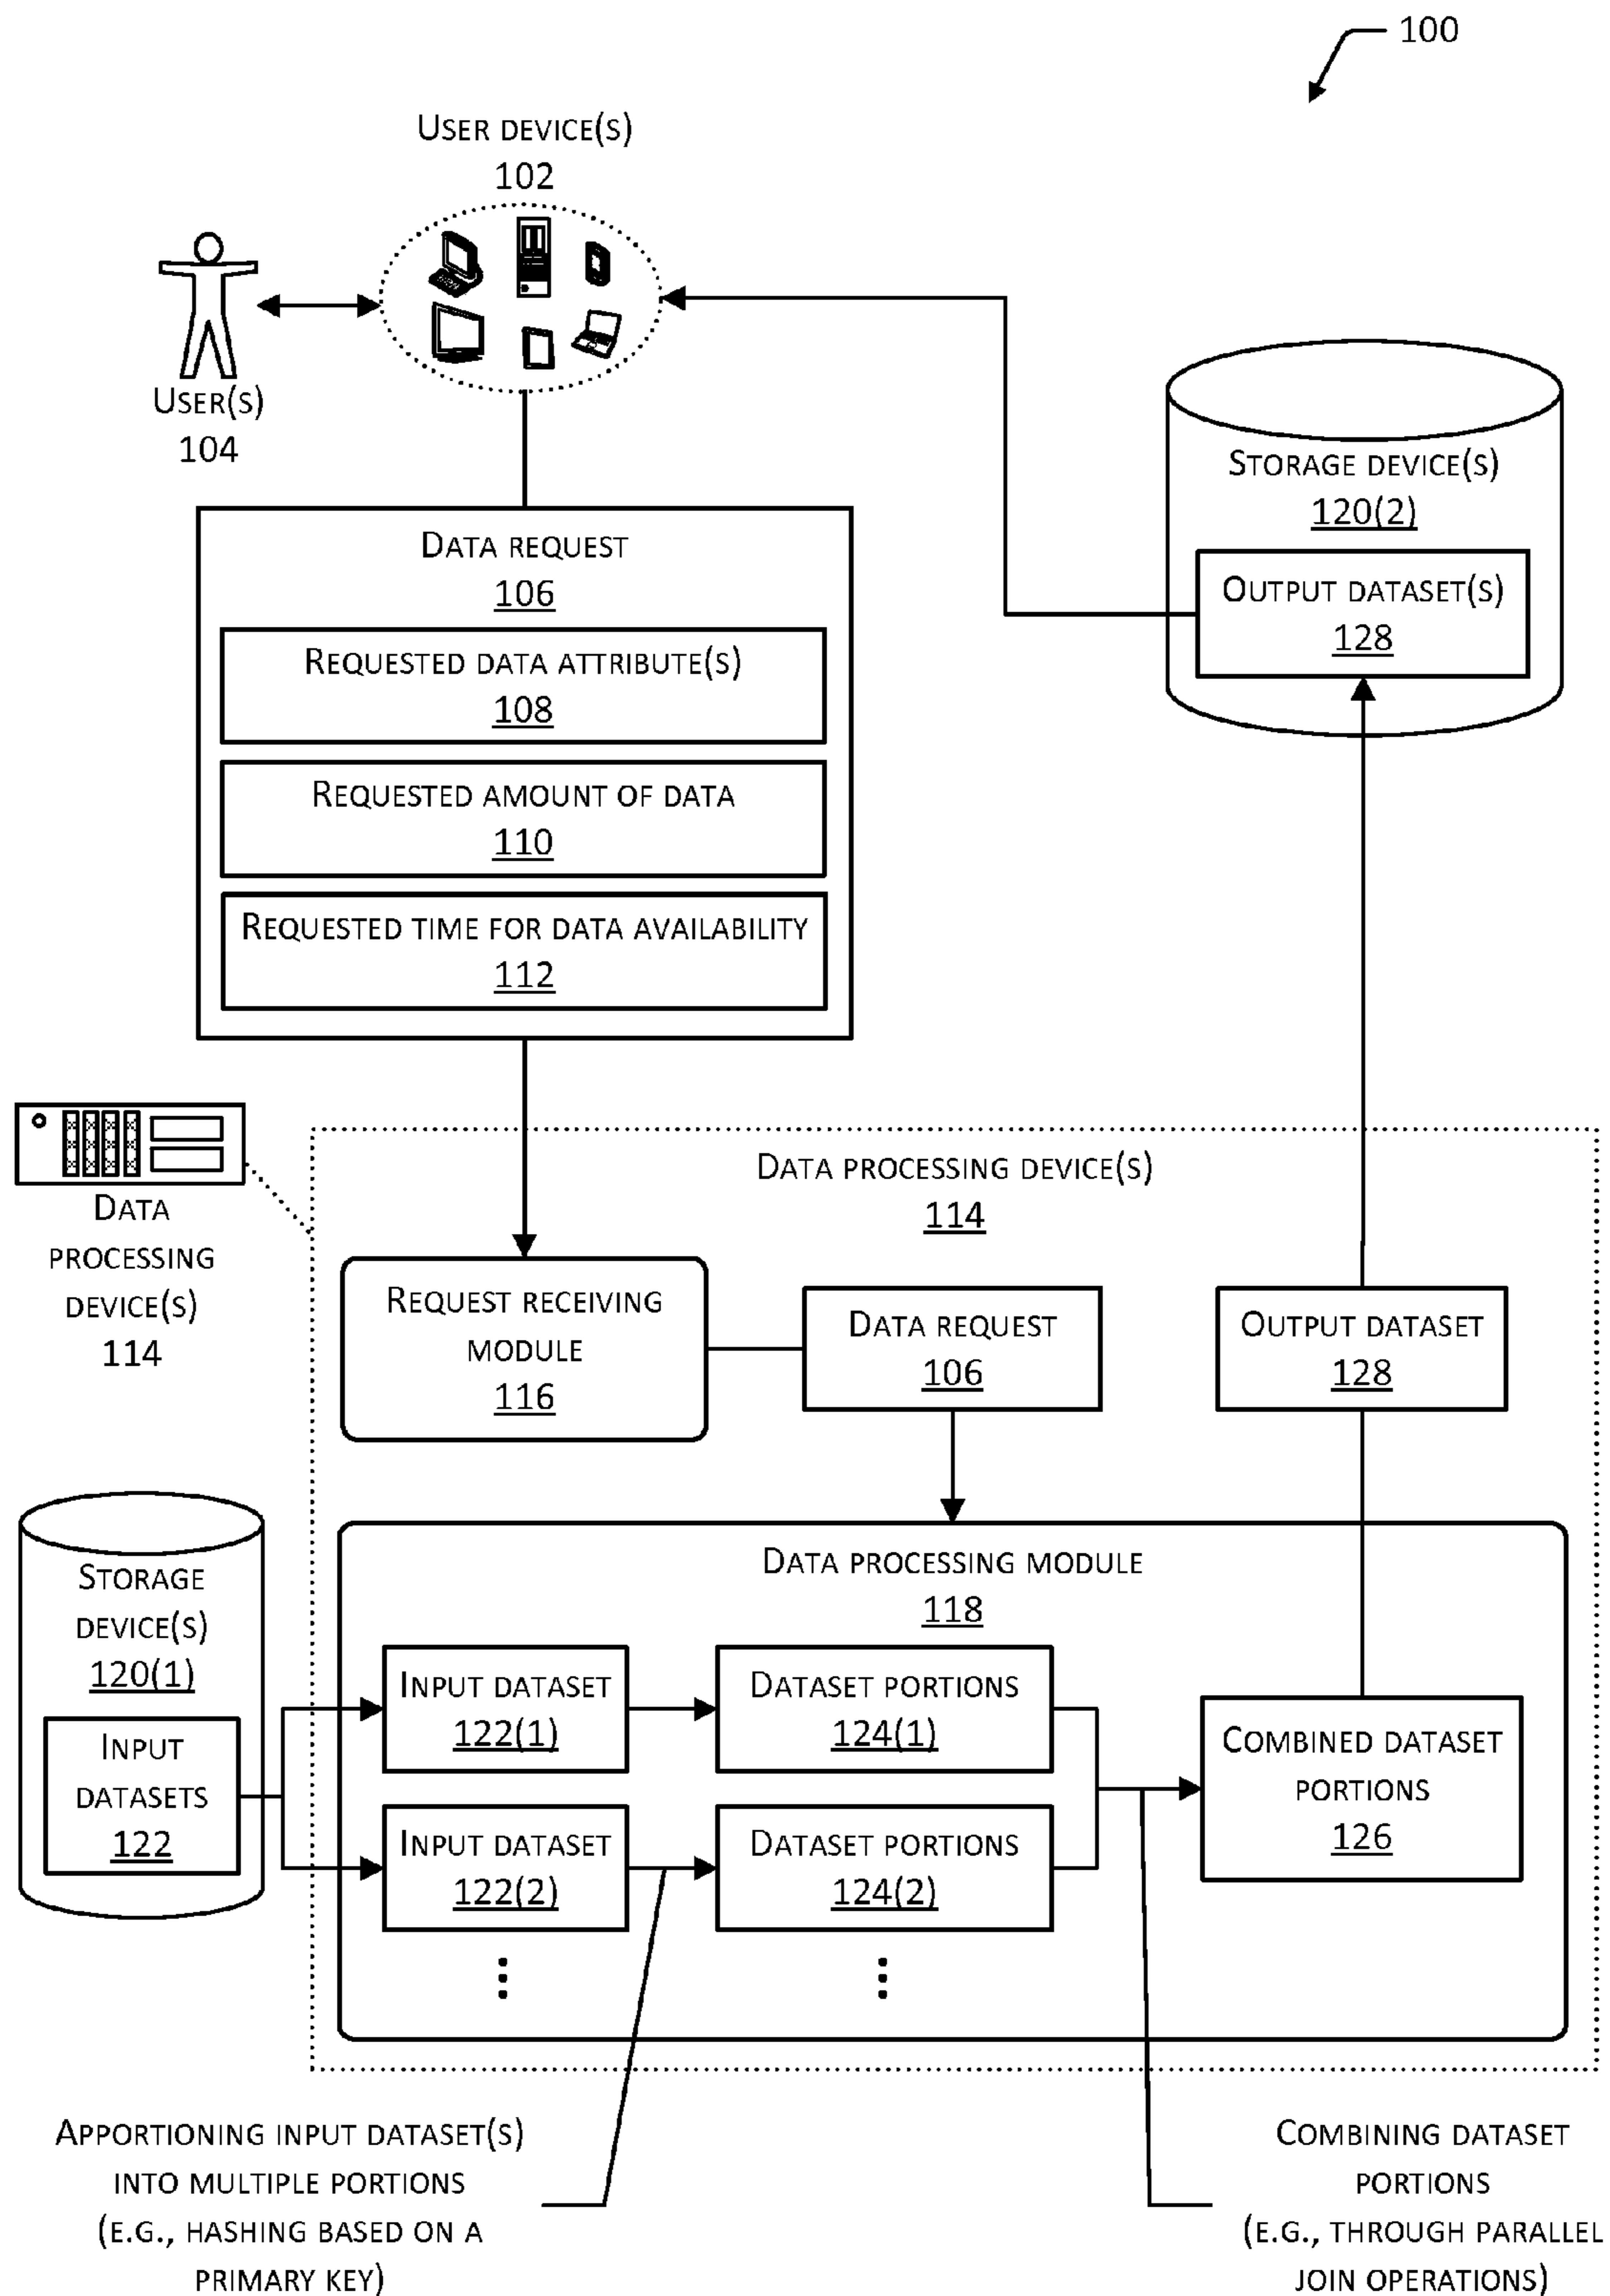 100
USER DEVICE(S)
102
USER(S)
104
STORAGE DEVICE(S)
120(2)
OUTPUT DATASET(S)
128
DATA REQUEST
106
REQUESTED DATA ATTRIBUTE(S)
108
REQUESTED AMOUNT OF DATA
110
REQUESTED TIME FOR DATA AVAILABILITY
112
DATA
PROCESSING
DEVICE(S)
114
DATA PROCESSING DEVICE(S)
114
REQUEST RECEIVING
MODULE
116
DATA REQUEST
106
OUTPUT DATASET
128
STORAGE
DEVICE(S)
120(1)
INPUT
DATASETS
122
DATA PROCESSING MODULE
118
INPUT DATASET
122(1)
DATASET PORTIONS
124(1)
INPUT DATASET
122(2)
DATASET PORTIONS
124(2)
COMBINED DATASET
PORTIONS
126
APPORTIONING INPUT DATASET(S)
INTO MULTIPLE PORTIONS
(E.G., HASHING BASED ON A
PRIMARY KEY)
COMBINING DATASET
PORTIONS
(E.G., THROUGH PARALLEL
JOIN OPERATIONS)